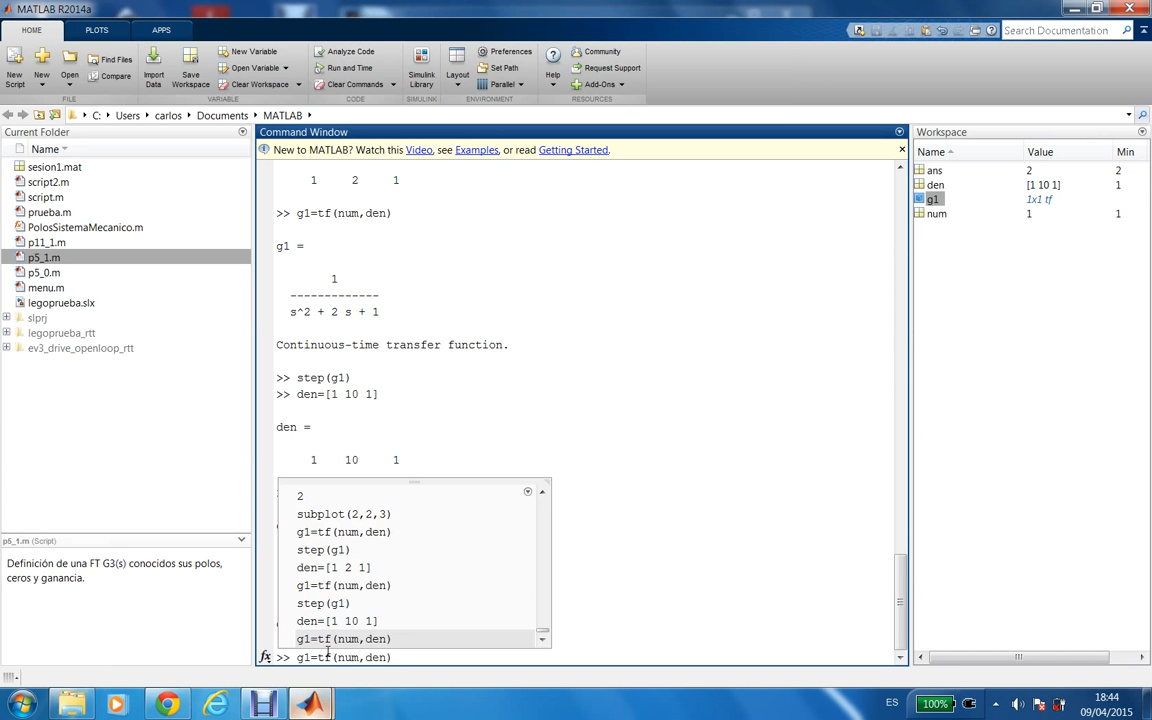 MATLAB R2014a
HOME PLOTS APPS Search Documentation
New Script New Open Find Files Compare Import Data Save Workspace New Variable Open Variable Clear Workspace Analyze Code Run and Time Clear Commands Simulink Library Layout Preferences Set Path Parallel Help Community Request Support Add-Ons
FILE VARIABLE CODE SIMULINK ENVIRONMENT RESOURCES
C: Users carlos Documents MATLAB
Current Folder
Name
sesion1.mat
script2.m
script.m
prueba.m
PolosSistemaMecanico.m
p11_1.m
p5_1.m
p5_0.m
menu.m
legoprueba.slx
slprj
legoprueba_rtt
ev3_drive_openloop_rtt
p5_1.m (Script)
Definición de una FT G3(s) conocidos sus polos,
ceros y ganancia.
Command Window
New to MATLAB? Watch this Video, see Examples, or read Getting Started.
1 2 1
>> g1=tf(num,den)
g1 =
1
-------------
s^2 + 2 s + 1
Continuous-time transfer function.
>> step(g1)
>> den=[1 10 1]
den =
1 10 1
2
subplot(2,2,3)
g1=tf(num,den)
step(g1)
den=[1 2 1]
g1=tf(num,den)
step(g1)
den=[1 10 1]
g1=tf(num,den)
fx >> g1=tf(num,den)
Workspace
Name Value Min
ans 2 2
den [1 10 1] 1
g1 1x1 tf
num 1 1
ES 100% 18:44
09/04/2015